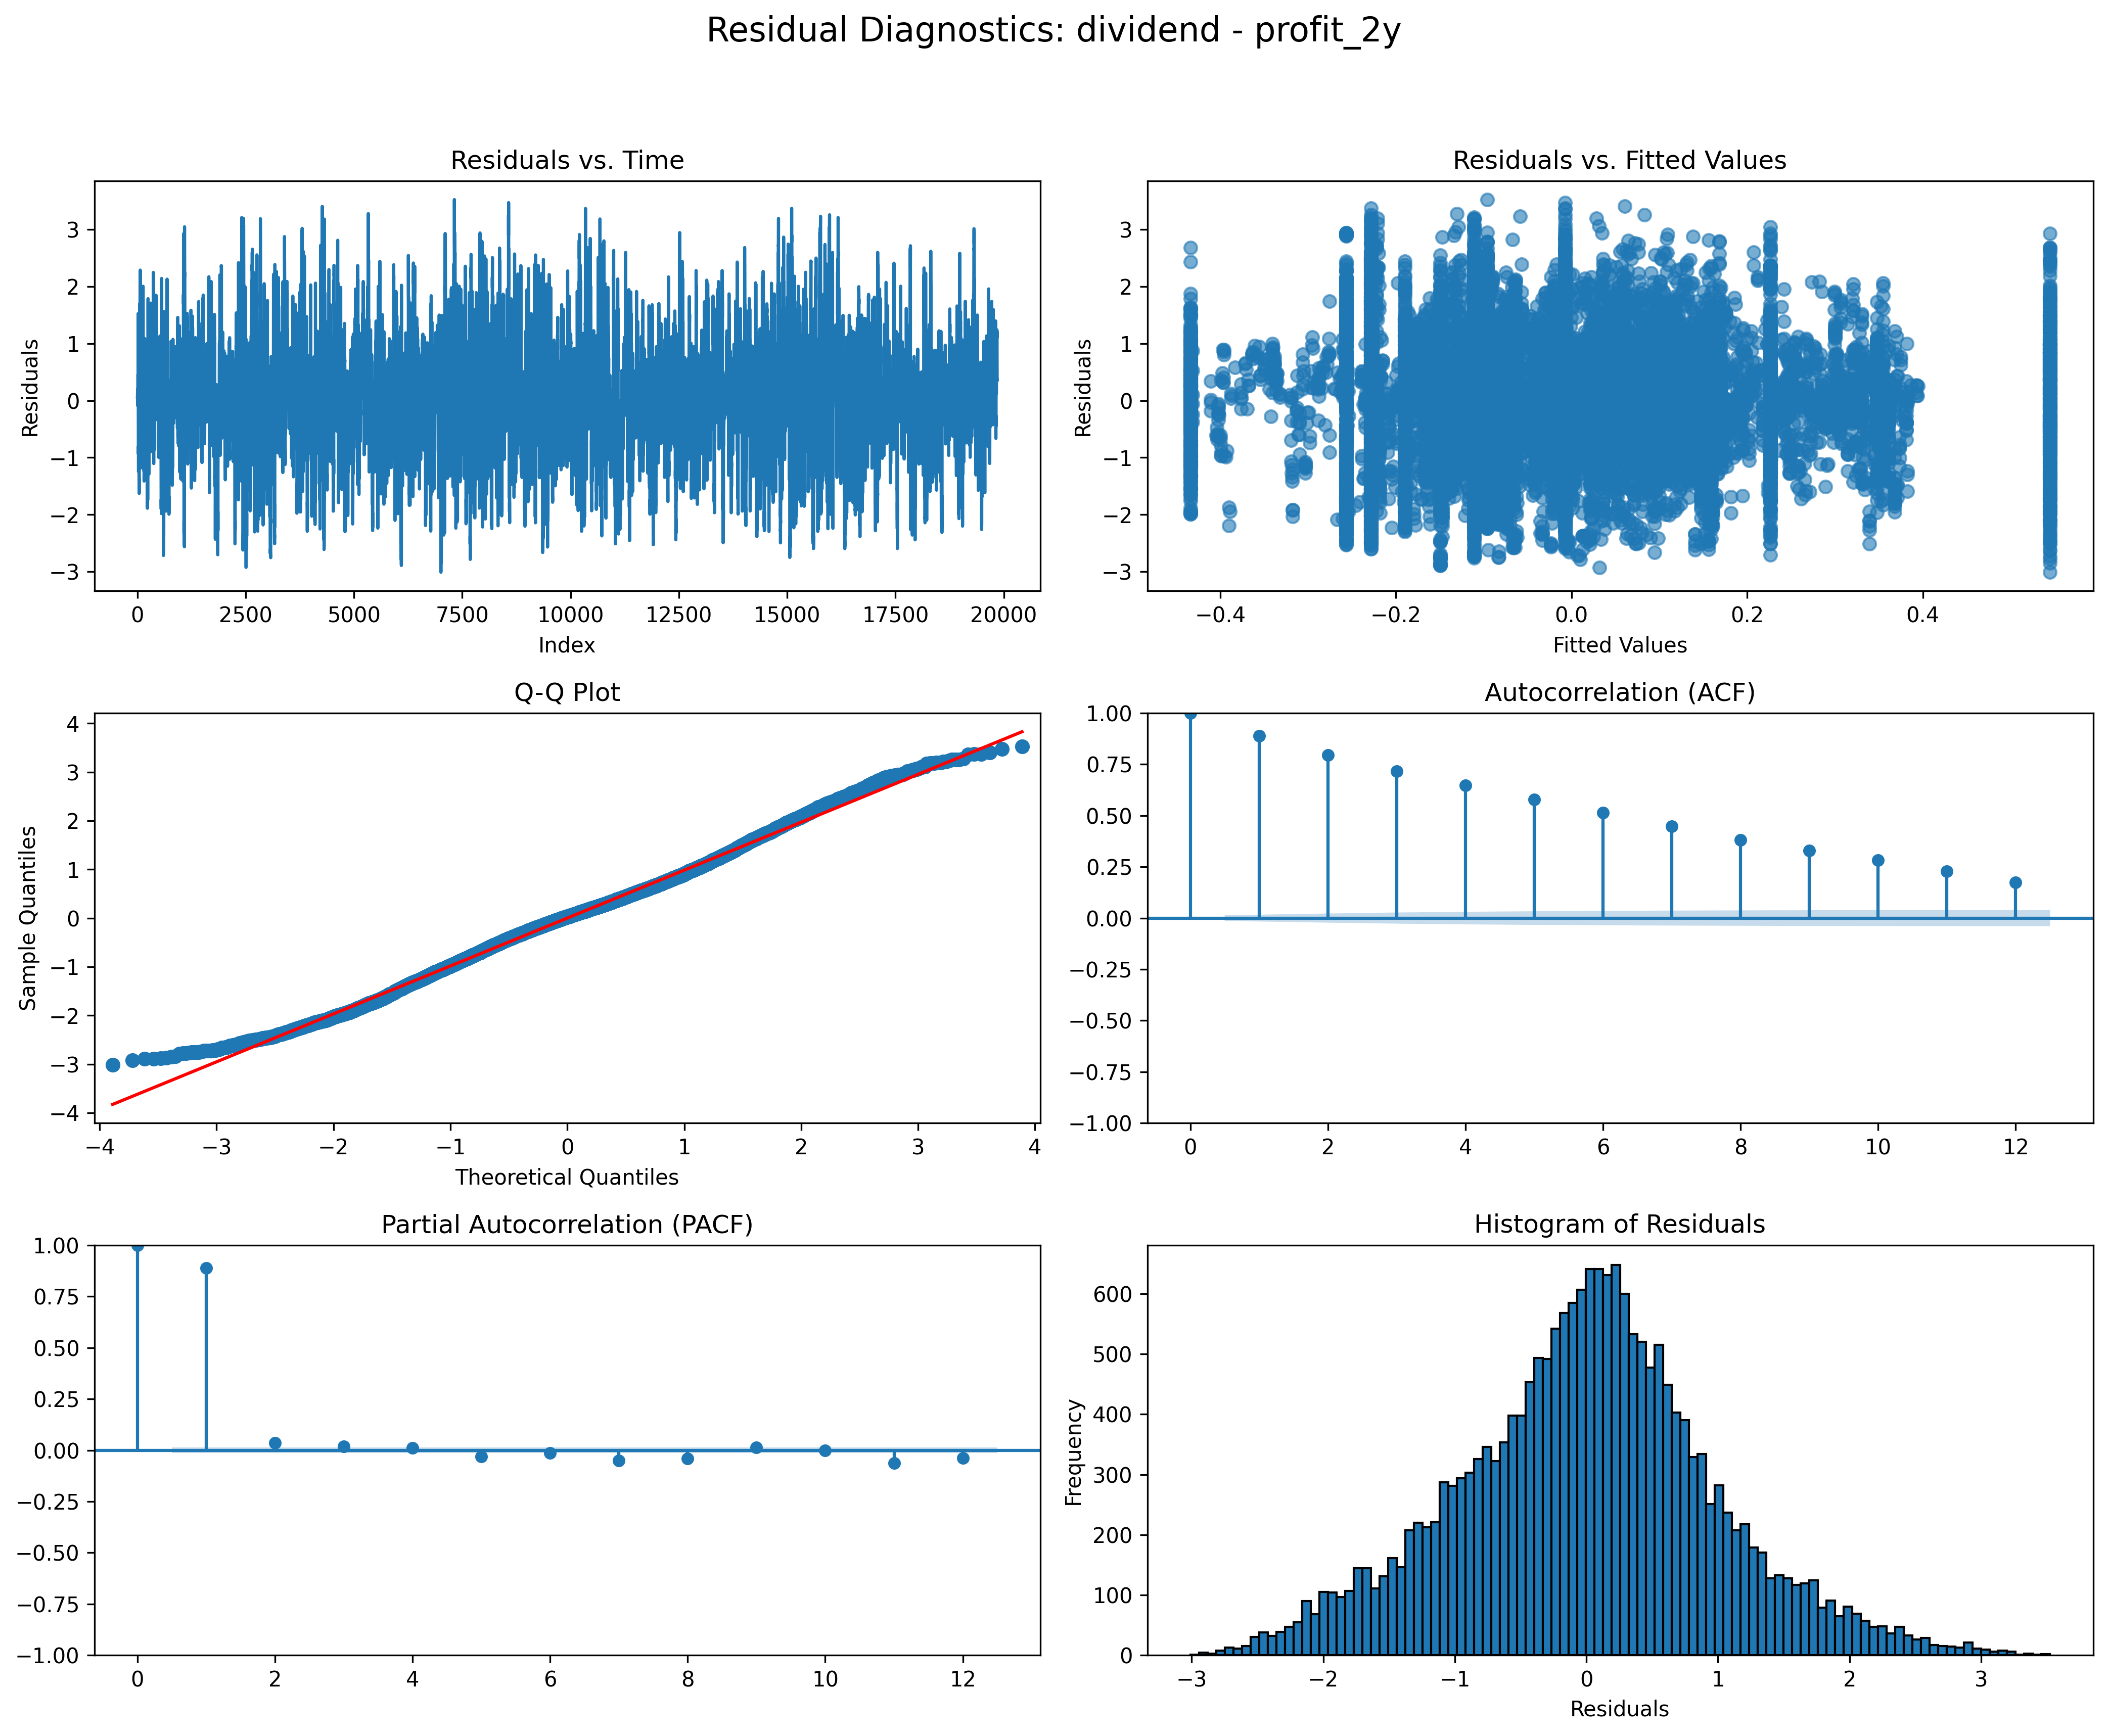 Residual Diagnostics: dividend - profit_2y
Residuals vs. Time
Residuals
3
2
1
0
−1
−2
−3
0 2500 5000 7500 10000 12500 15000 17500 20000
Index
Residuals vs. Fitted Values
Residuals
3
2
1
0
−1
−2
−3
−0.4 −0.2 0.0 0.2 0.4
Fitted Values
Q-Q Plot
Sample Quantiles
4
3
2
1
0
−1
−2
−3
−4
−4 −3 −2 −1 0 1 2 3 4
Theoretical Quantiles
Autocorrelation (ACF)
1.00
0.75
0.50
0.25
0.00
−0.25
−0.50
−0.75
−1.00
0 2 4 6 8 10 12
Partial Autocorrelation (PACF)
1.00
0.75
0.50
0.25
0.00
−0.25
−0.50
−0.75
−1.00
0 2 4 6 8 10 12
Histogram of Residuals
Frequency
600
500
400
300
200
100
0
−3 −2 −1 0 1 2 3
Residuals